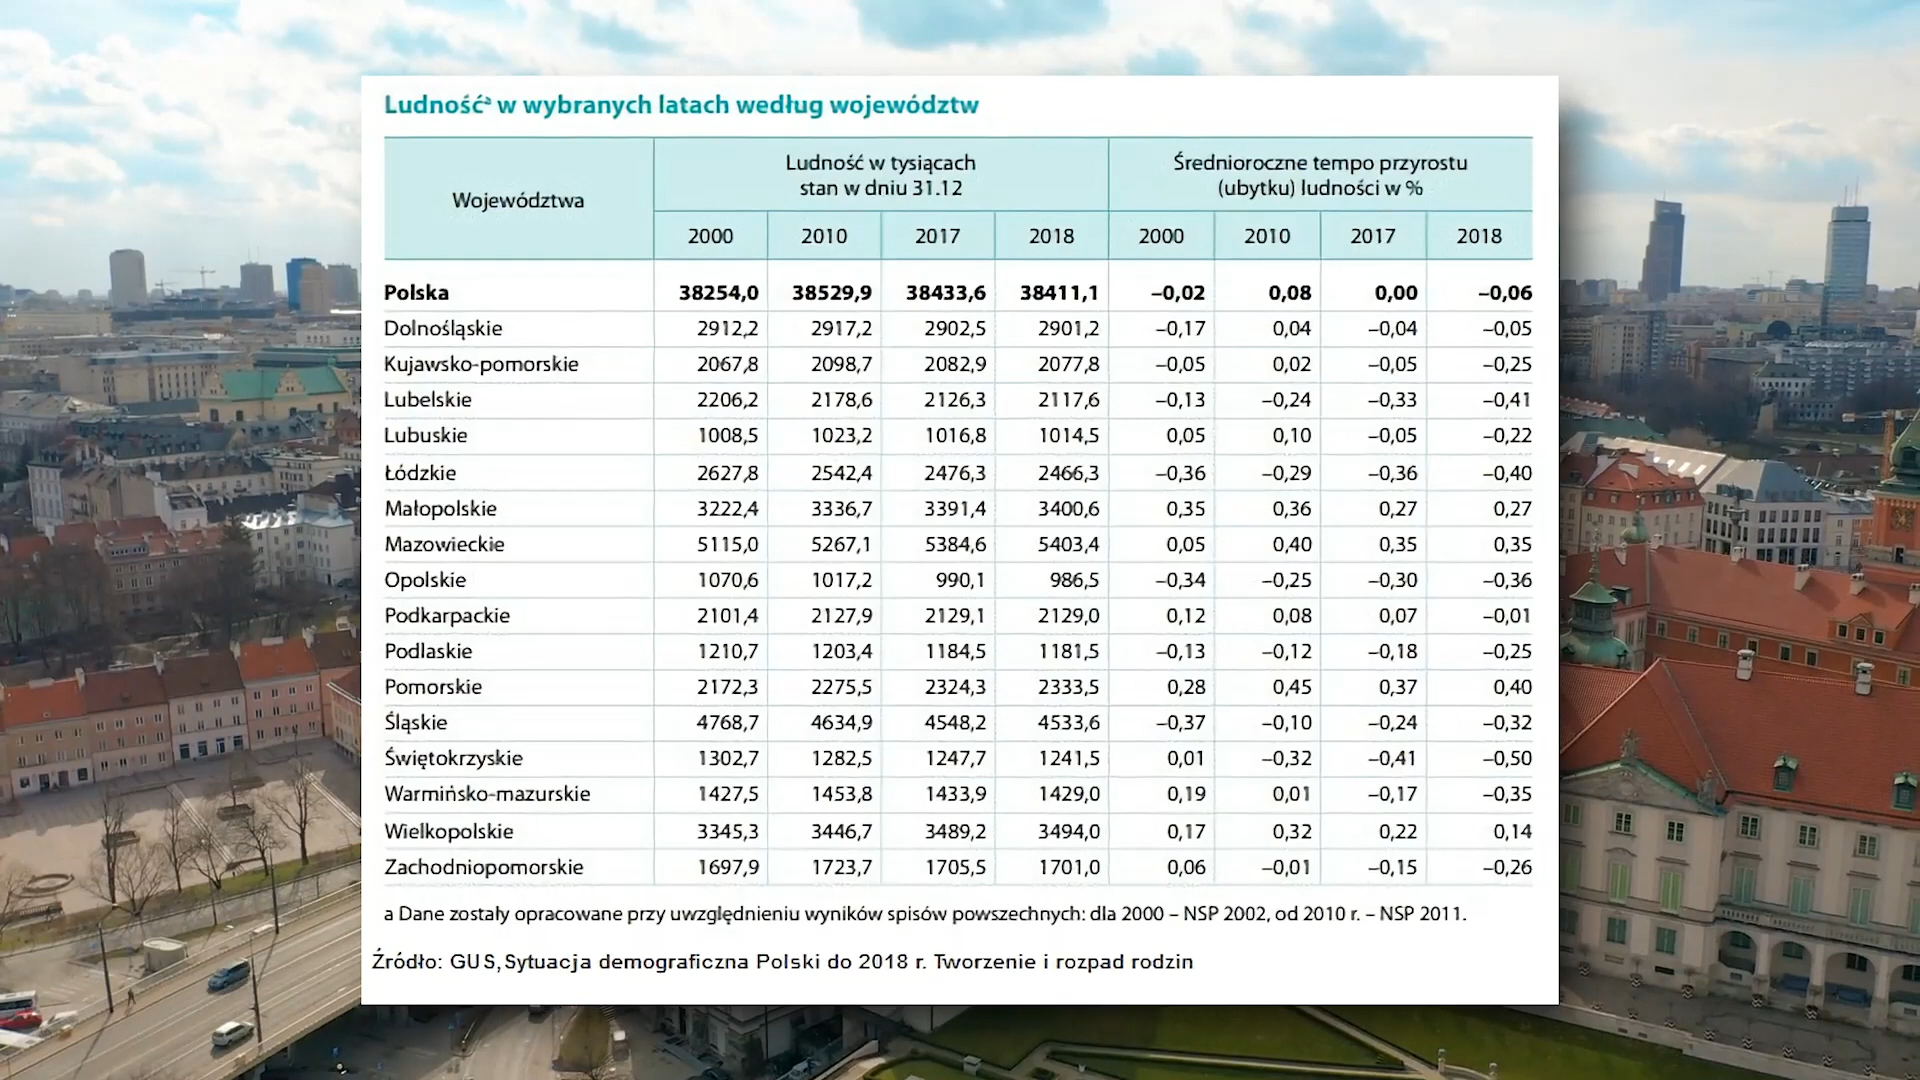 Ludnośćᵃ w wybranych latach według województw
Województwa
Ludność w tysiącach
stan w dniu 31.12
Średnioroczne tempo przyrostu
(ubytku) ludności w %
2000 2010 2017 2018 2000 2010 2017 2018
Polska 38254,0 38529,9 38433,6 38411,1 –0,02 0,08 0,00 –0,06
Dolnośląskie 2912,2 2917,2 2902,5 2901,2 –0,17 0,04 –0,04 –0,05
Kujawsko-pomorskie 2067,8 2098,7 2082,9 2077,8 –0,05 0,02 –0,05 –0,25
Lubelskie 2206,2 2178,6 2126,3 2117,6 –0,13 –0,24 –0,33 –0,41
Lubuskie 1008,5 1023,2 1016,8 1014,5 0,05 0,10 –0,05 –0,22
Łódzkie 2627,8 2542,4 2476,3 2466,3 –0,36 –0,29 –0,36 –0,40
Małopolskie 3222,4 3336,7 3391,4 3400,6 0,35 0,36 0,27 0,27
Mazowieckie 5115,0 5267,1 5384,6 5403,4 0,05 0,40 0,35 0,35
Opolskie 1070,6 1017,2 990,1 986,5 –0,34 –0,25 –0,30 –0,36
Podkarpackie 2101,4 2127,9 2129,1 2129,0 0,12 0,08 0,07 –0,01
Podlaskie 1210,7 1203,4 1184,5 1181,5 –0,13 –0,12 –0,18 –0,25
Pomorskie 2172,3 2275,5 2324,3 2333,5 0,28 0,45 0,37 0,40
Śląskie 4768,7 4634,9 4548,2 4533,6 –0,37 –0,10 –0,24 –0,32
Świętokrzyskie 1302,7 1282,5 1247,7 1241,5 0,01 –0,32 –0,41 –0,50
Warmińsko-mazurskie 1427,5 1453,8 1433,9 1429,0 0,19 0,01 –0,17 –0,35
Wielkopolskie 3345,3 3446,7 3489,2 3494,0 0,17 0,32 0,22 0,14
Zachodniopomorskie 1697,9 1723,7 1705,5 1701,0 0,06 –0,01 –0,15 –0,26
a Dane zostały opracowane przy uwzględnieniu wyników spisów powszechnych: dla 2000 – NSP 2002, od 2010 r. – NSP 2011.
Źródło: GUS, Sytuacja demograficzna Polski do 2018 r. Tworzenie i rozpad rodzin